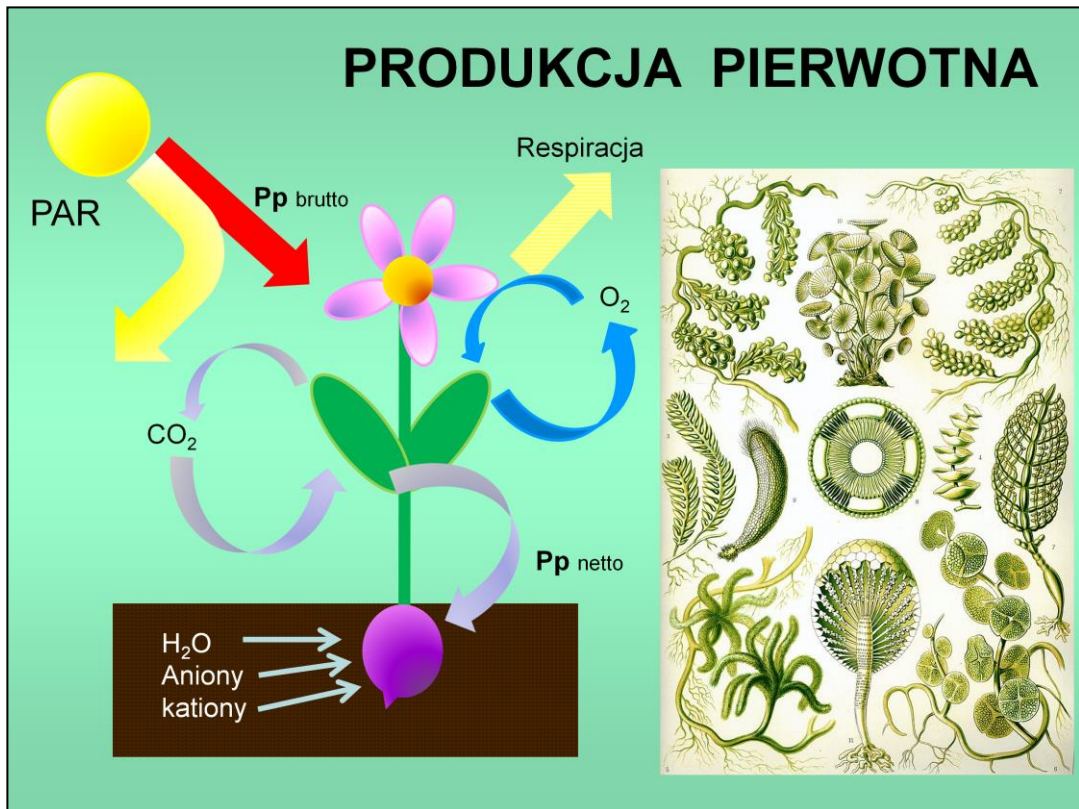 PRODUKCJA PIERWOTNA
PAR
Pp brutto
Respiracja
O₂
CO₂
Pp netto
H₂O
Aniony
kationy